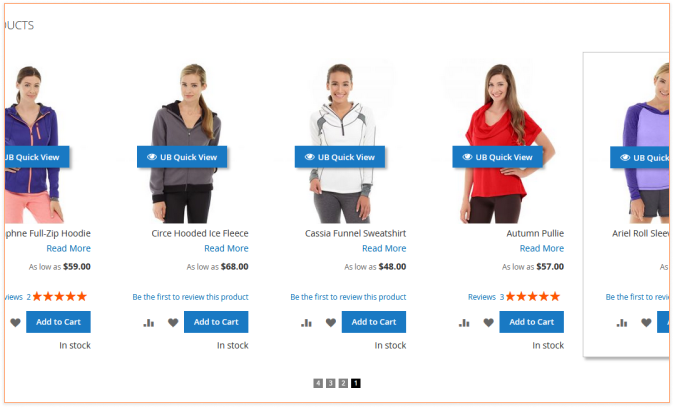 DUCTS
UB Quick View
UB Quick View
UB Quick View
UB Quick View
UB Quick
phne Full-Zip Hoodie
Circe Hooded Ice Fleece
Cassia Funnel Sweatshirt
Autumn Pullie
Ariel Roll Slee
Read More
Read More
Read More
Read More
As low as $59.00
As low as $68.00
As low as $48.00
As low as $57.00
As
views 2
Be the first to review this product
Be the first to review this product
Reviews 3
Be the first to revi
Add to Cart
Add to Cart
Add to Cart
Add to Cart
In stock
In stock
In stock
In stock
4 3 2 1